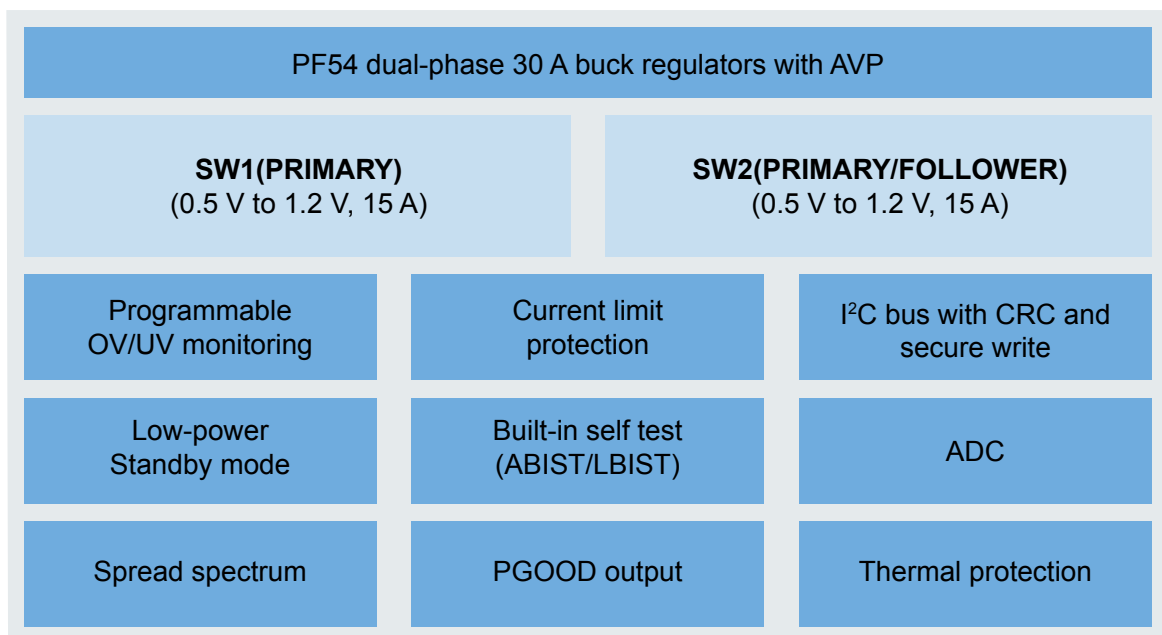 PF54 dual-phase 30 A buck regulators with AVP
SW1(PRIMARY)
(0.5 V to 1.2 V, 15 A)
SW2(PRIMARY/FOLLOWER)
(0.5 V to 1.2 V, 15 A)
Programmable
OV/UV monitoring
Current limit
protection
I²C bus with CRC and
secure write
Low-power
Standby mode
Built-in self test
(ABIST/LBIST)
ADC
Spread spectrum
PGOOD output
Thermal protection